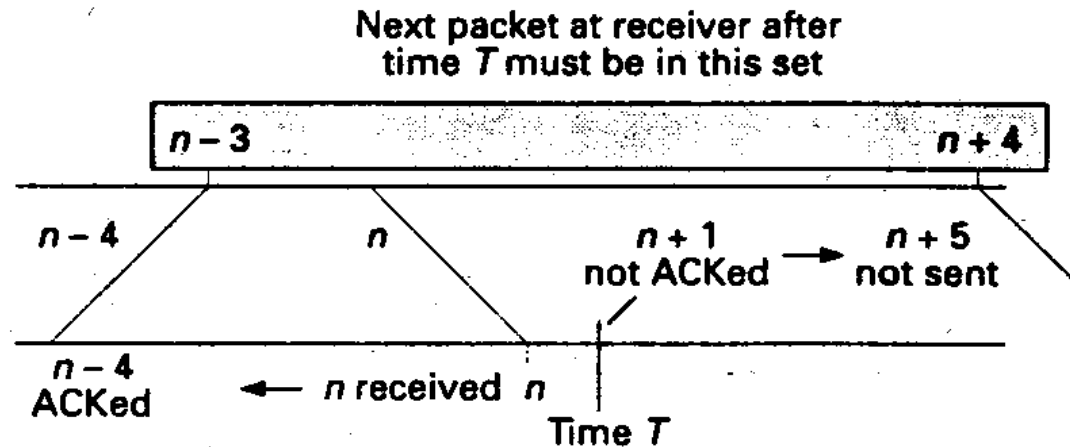 Next packet at receiver after
time T must be in this set
n – 3
n + 4
n – 4
n
n + 1
not ACKed
n + 5
not sent
n – 4
ACKed
n received
n
Time T